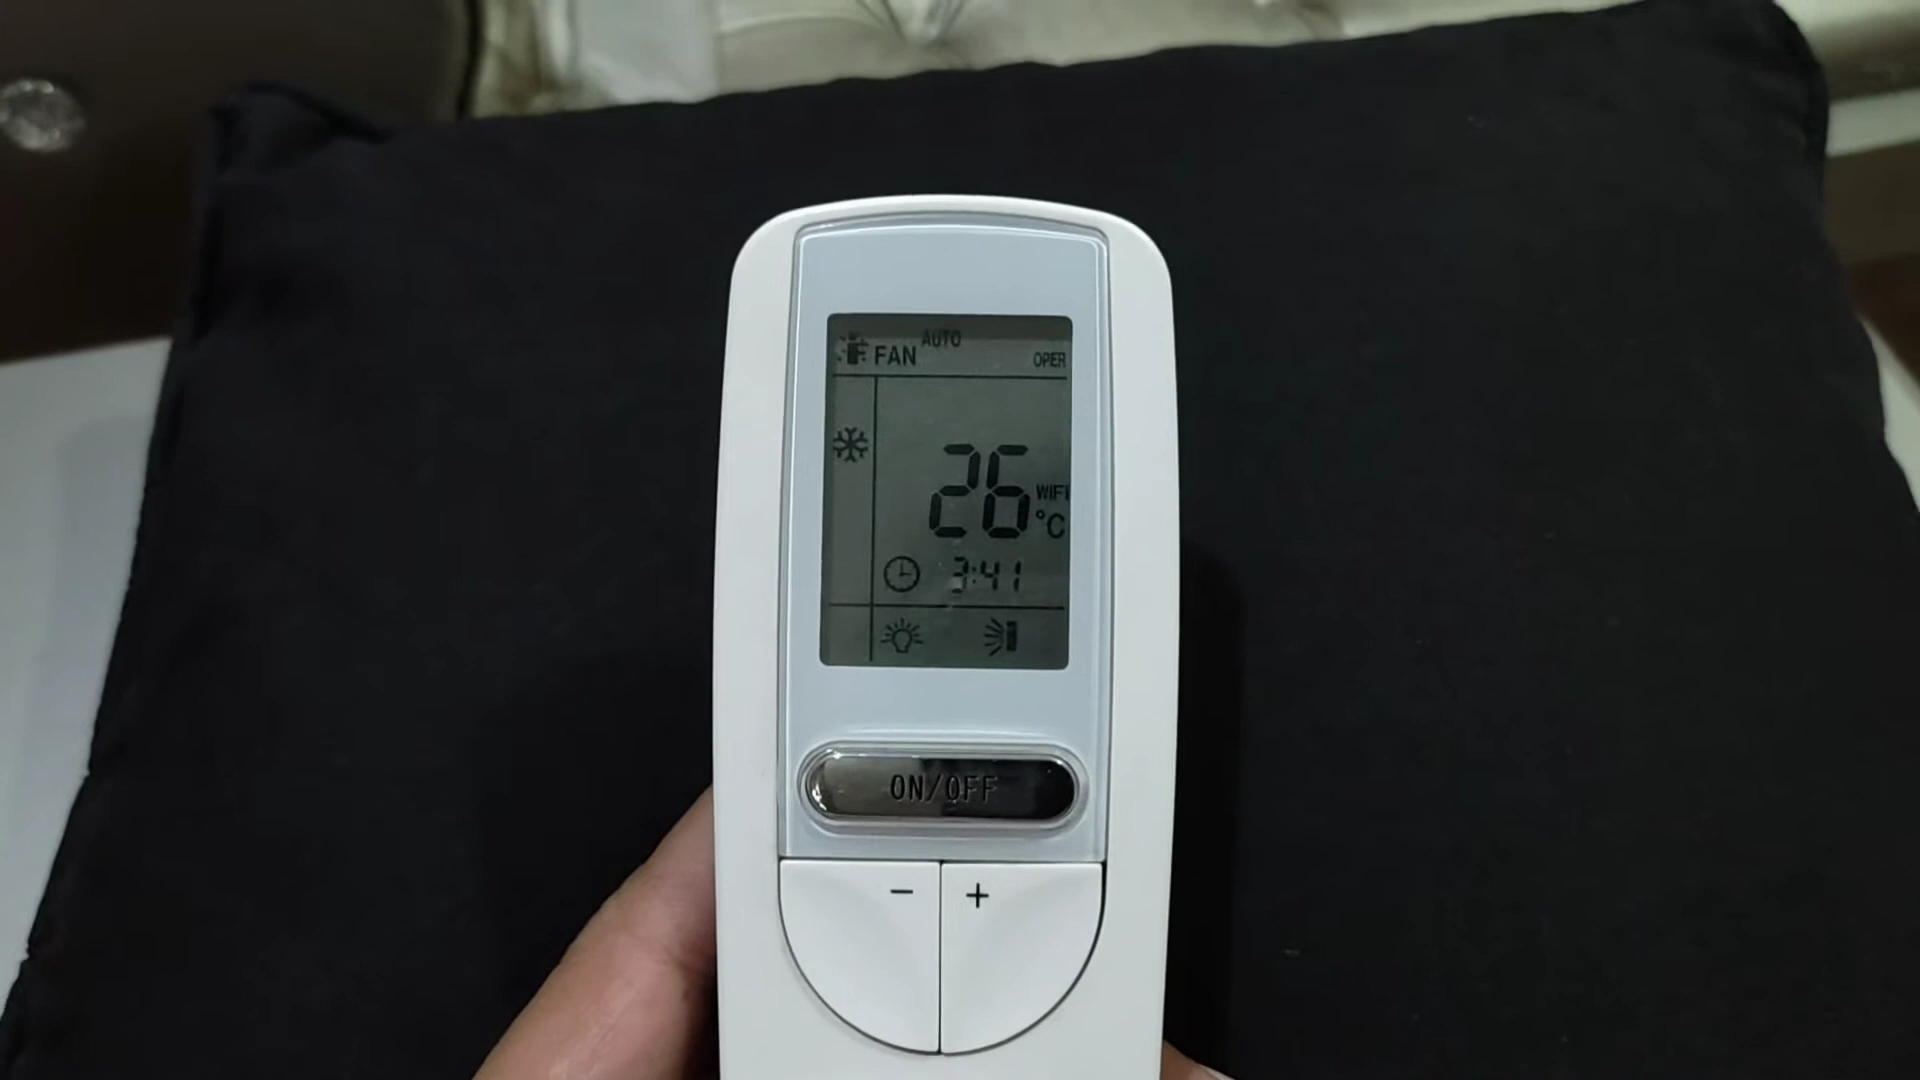 AUTO
FAN
OPER
26
WiFi
°C
3:41
ON/OFF
- +